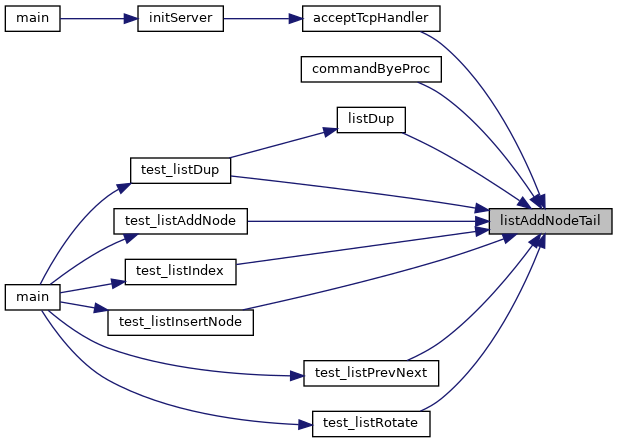 main
initServer
acceptTcpHandler
commandByeProc
listDup
test_listDup
test_listAddNode
listAddNodeTail
test_listIndex
main
test_listInsertNode
test_listPrevNext
test_listRotate